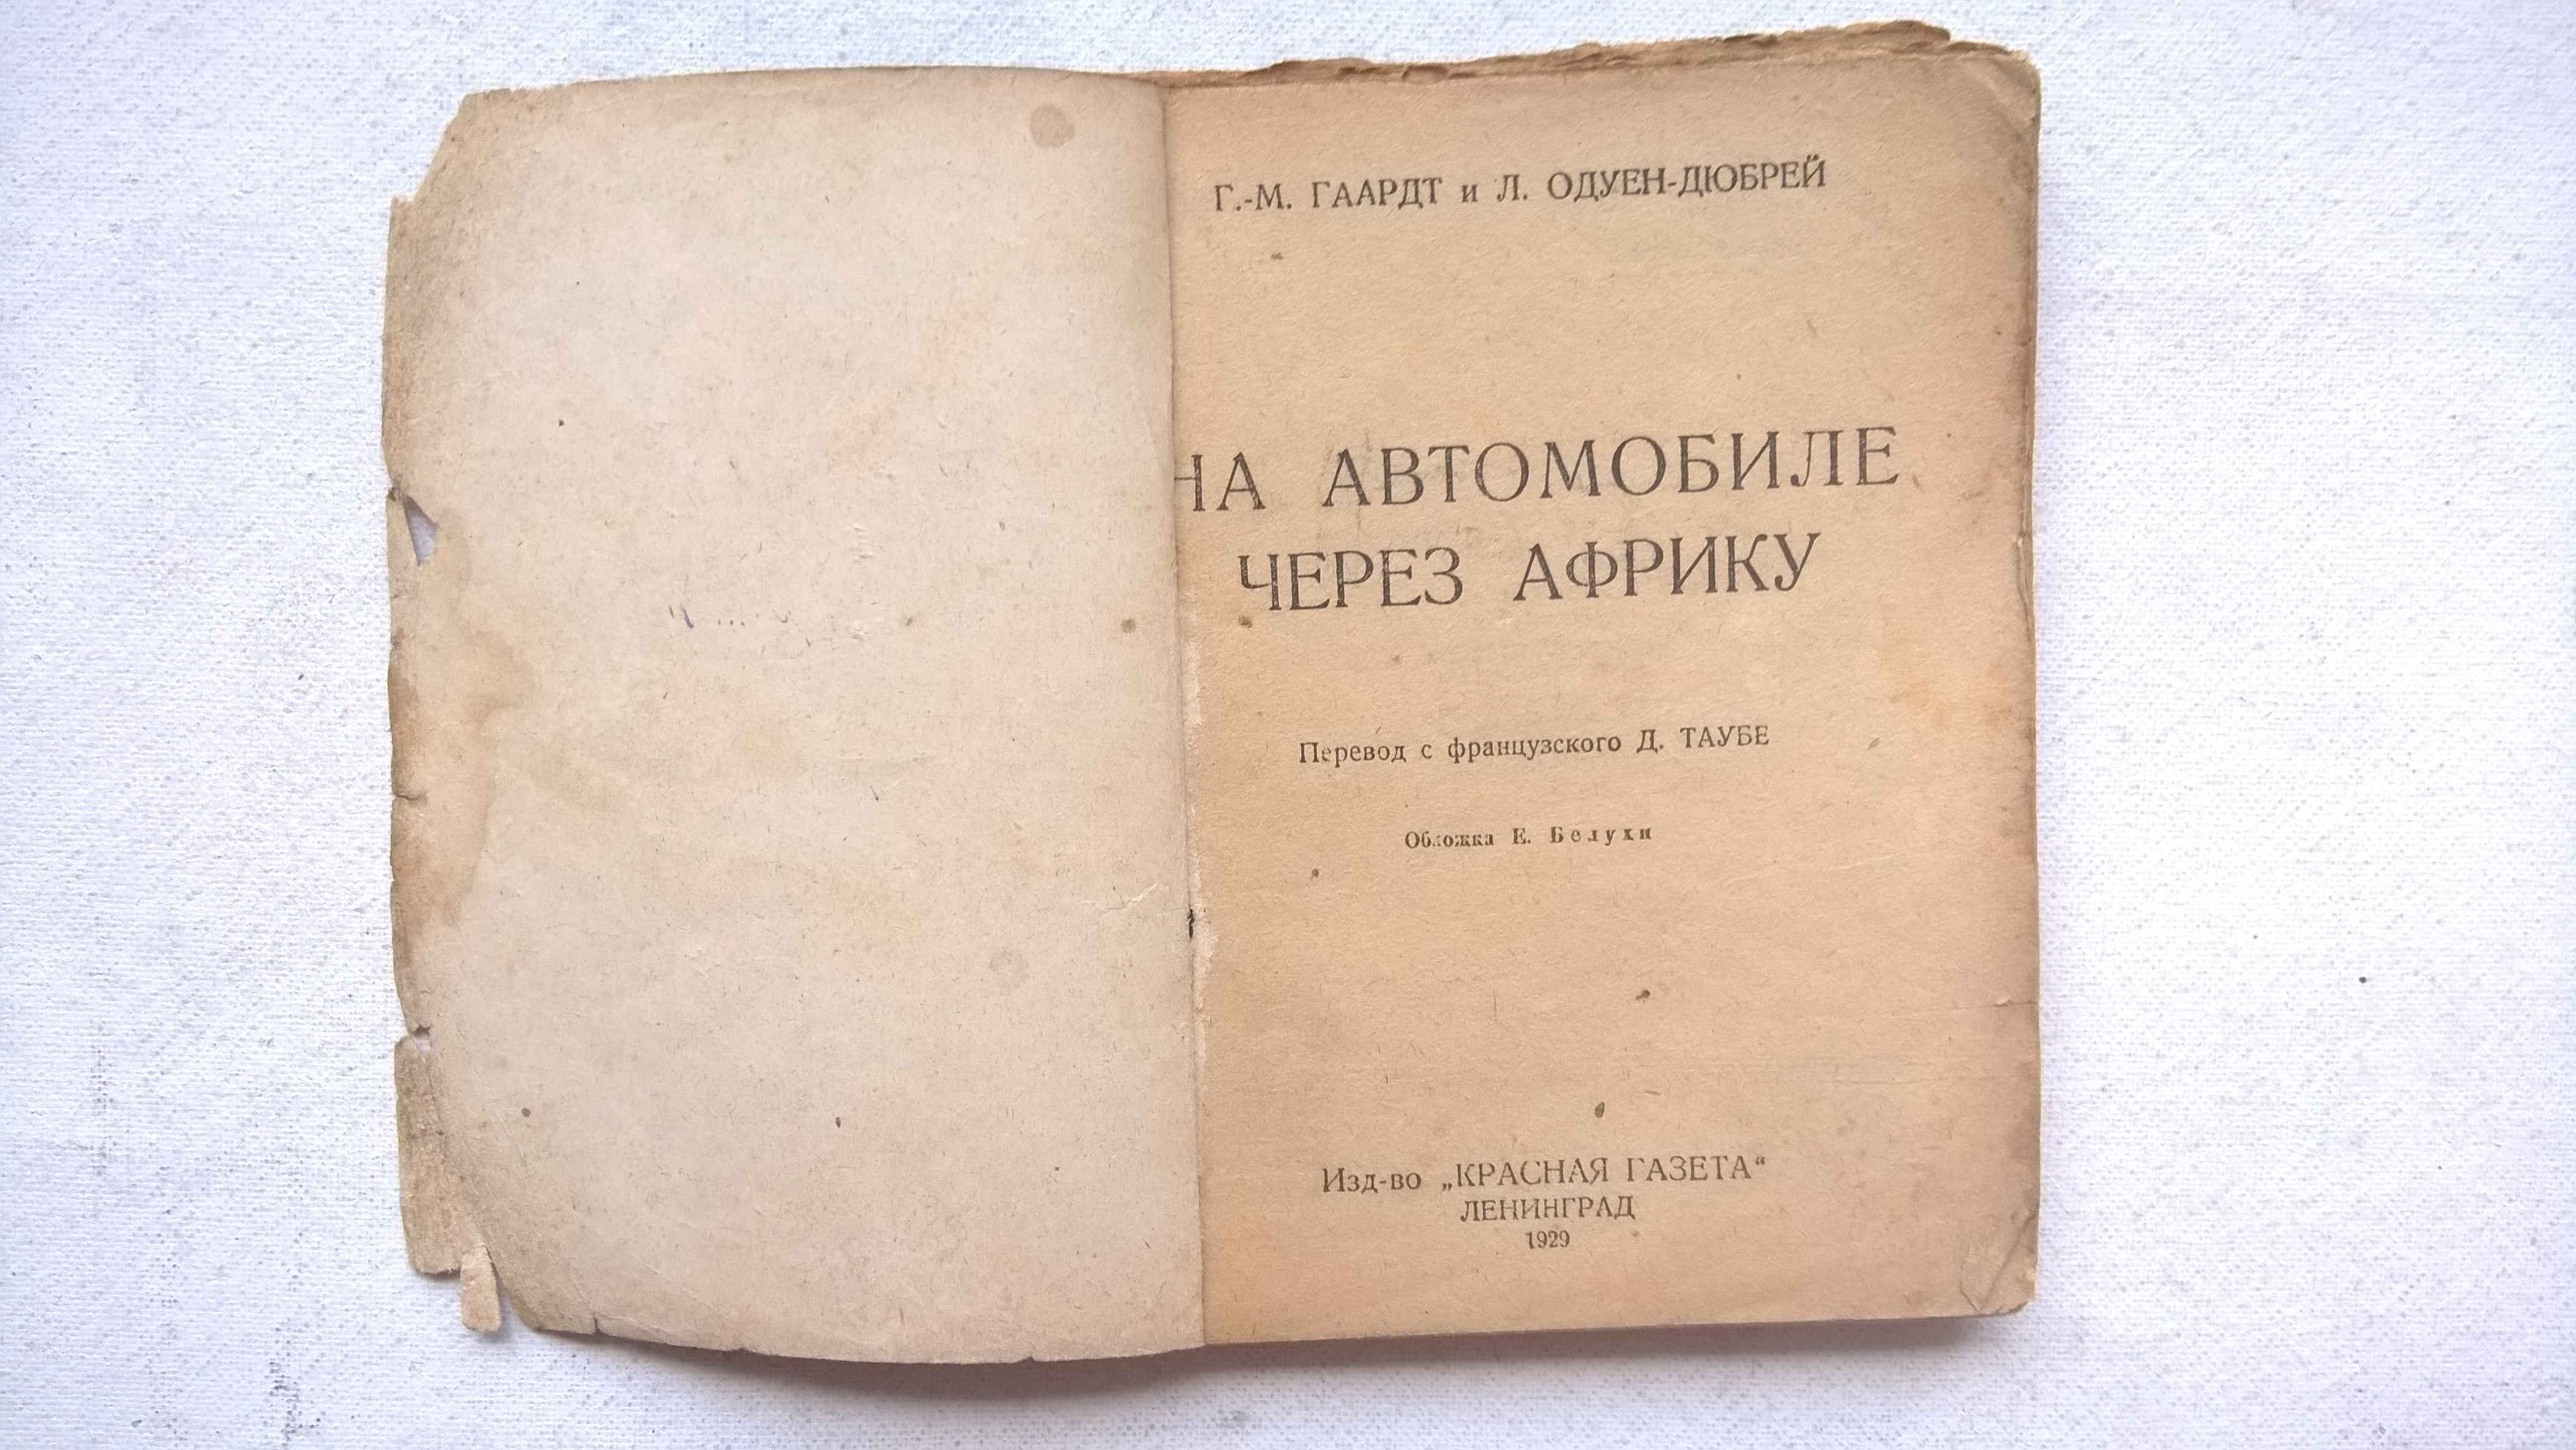 Г.-М. ГААРДТ и Л. ОДУЕН-ДЮБРЕЙ
НА АВТОМОБИЛЕ
ЧЕРЕЗ АФРИКУ
Перевод с французского Д. ТАУБЕ
Обложка Е. Белухи
Изд-во „КРАСНАЯ ГАЗЕТА“
ЛЕНИНГРАД
1929